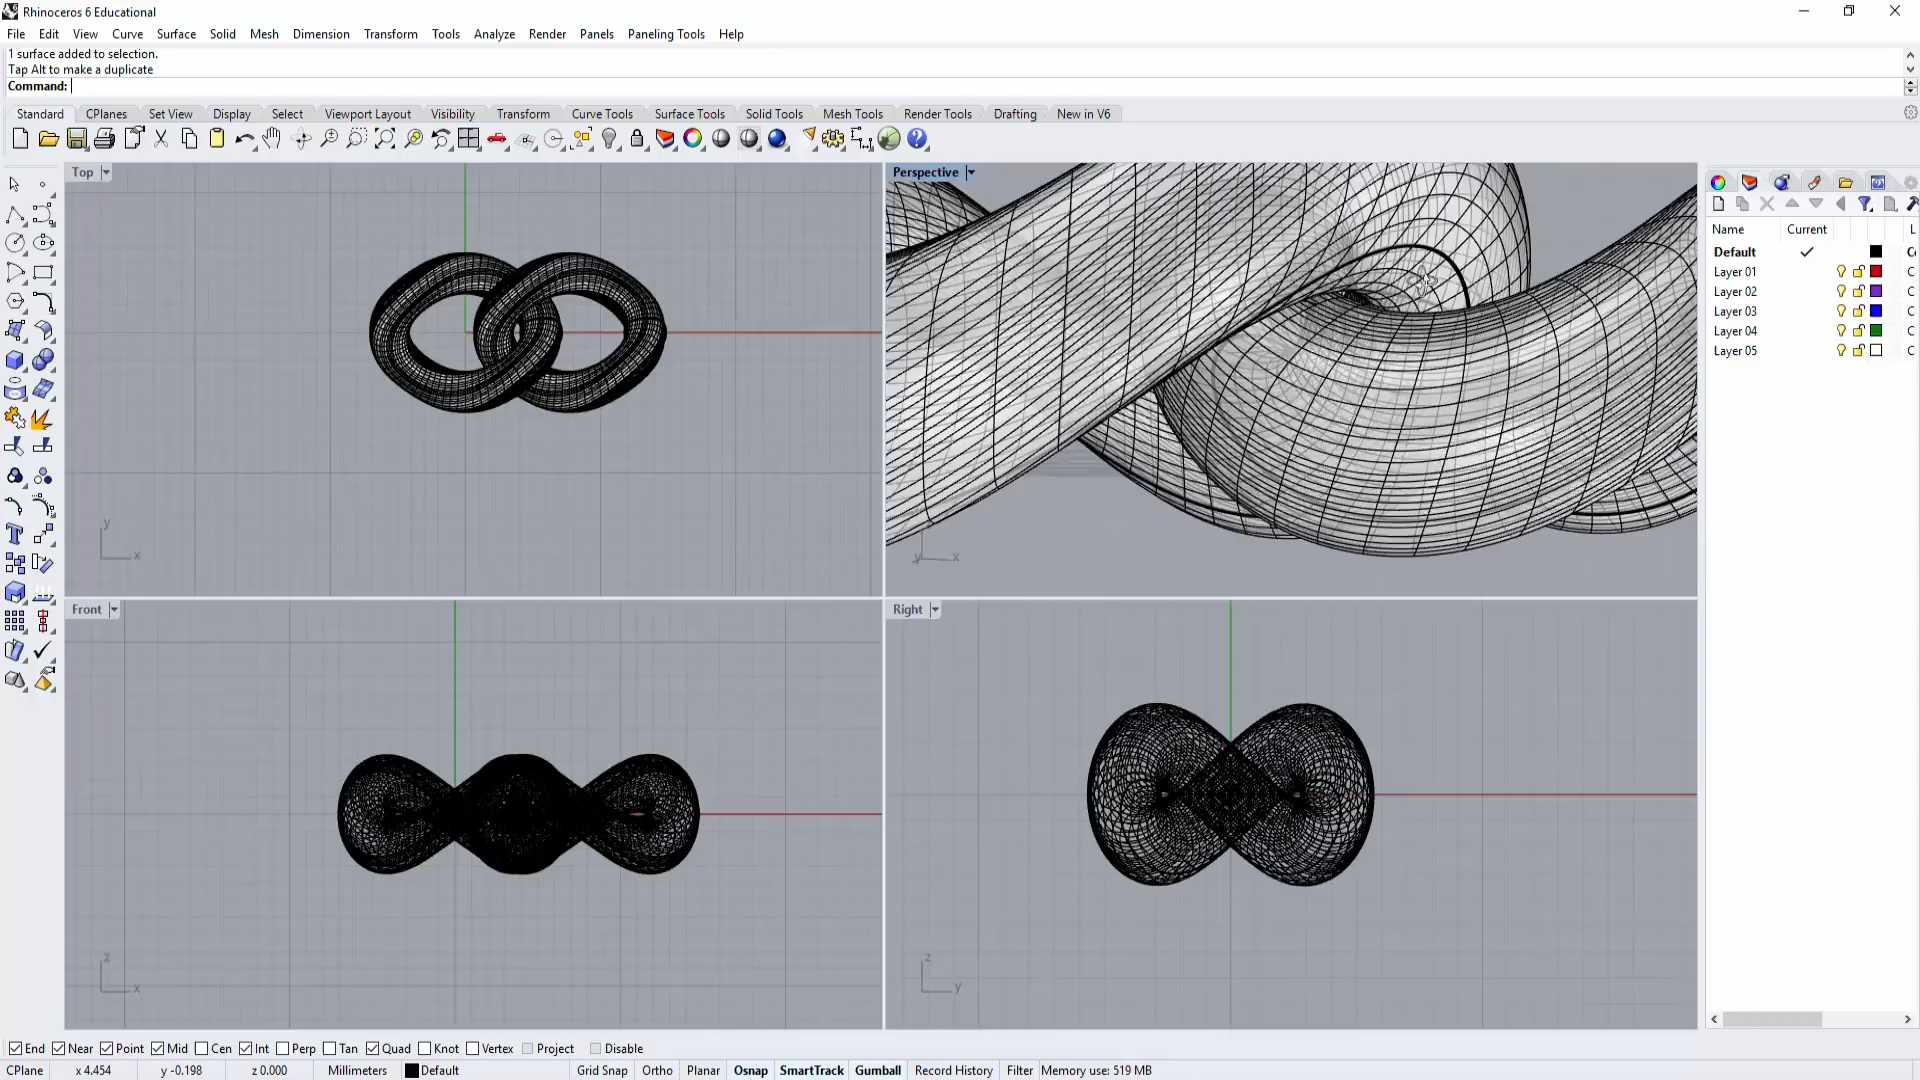 Rhinoceros 6 Educational
File Edit View Curve Surface Solid Mesh Dimension Transform Tools Analyze Render Panels Paneling Tools Help
1 surface added to selection.
Tap Alt to make a duplicate
Command:
Standard CPlanes Set View Display Select Viewport Layout Visibility Transform Curve Tools Surface Tools Solid Tools Mesh Tools Render Tools Drafting New in V6
Top
Perspective
Name Current L
Default C
Layer 01 C
Layer 02 C
Layer 03 C
Layer 04 C
Layer 05 C
y
x
y x
Front
Right
z
x
z
y
End Near Point Mid Cen Int Perp Tan Quad Knot Vertex Project Disable
CPlane x 4.454 y -0.198 z 0.000 Millimeters Default Grid Snap Ortho Planar Osnap SmartTrack Gumball Record History Filter Memory use: 519 MB